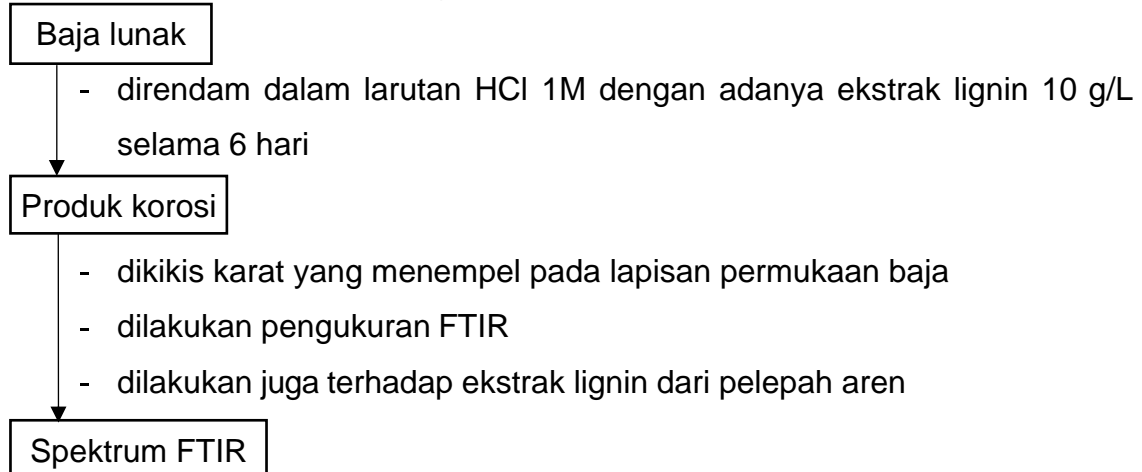 Baja lunak
- direndam dalam larutan HCl 1M dengan adanya ekstrak lignin 10 g/L
selama 6 hari
Produk korosi
- dikikis karat yang menempel pada lapisan permukaan baja
- dilakukan pengukuran FTIR
- dilakukan juga terhadap ekstrak lignin dari pelepah aren
Spektrum FTIR